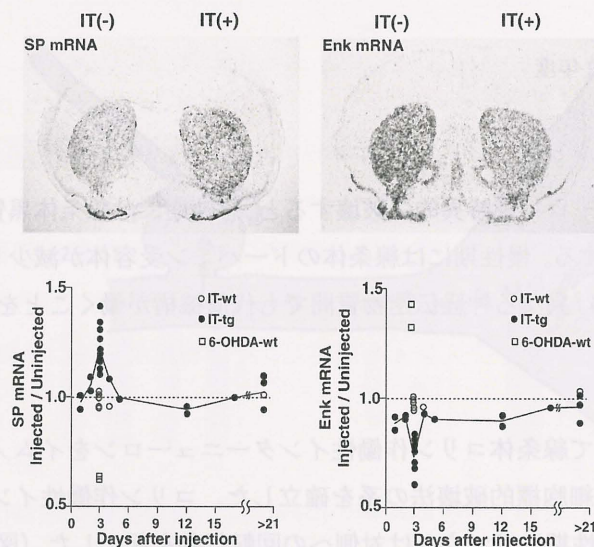 IT(-) IT(+) IT(-) IT(+)
SP mRNA Enk mRNA
1.5
1.0
0.5
SP mRNA
Injected / Uninjected
IT-wt
IT-tg
6-OHDA-wt
0 3 6 9 12 15 >21
Days after injection
1.5
1.0
0.5
Enk mRNA
Injected / Uninjected
IT-wt
IT-tg
6-OHDA-wt
0 3 6 9 12 15 >21
Days after injection